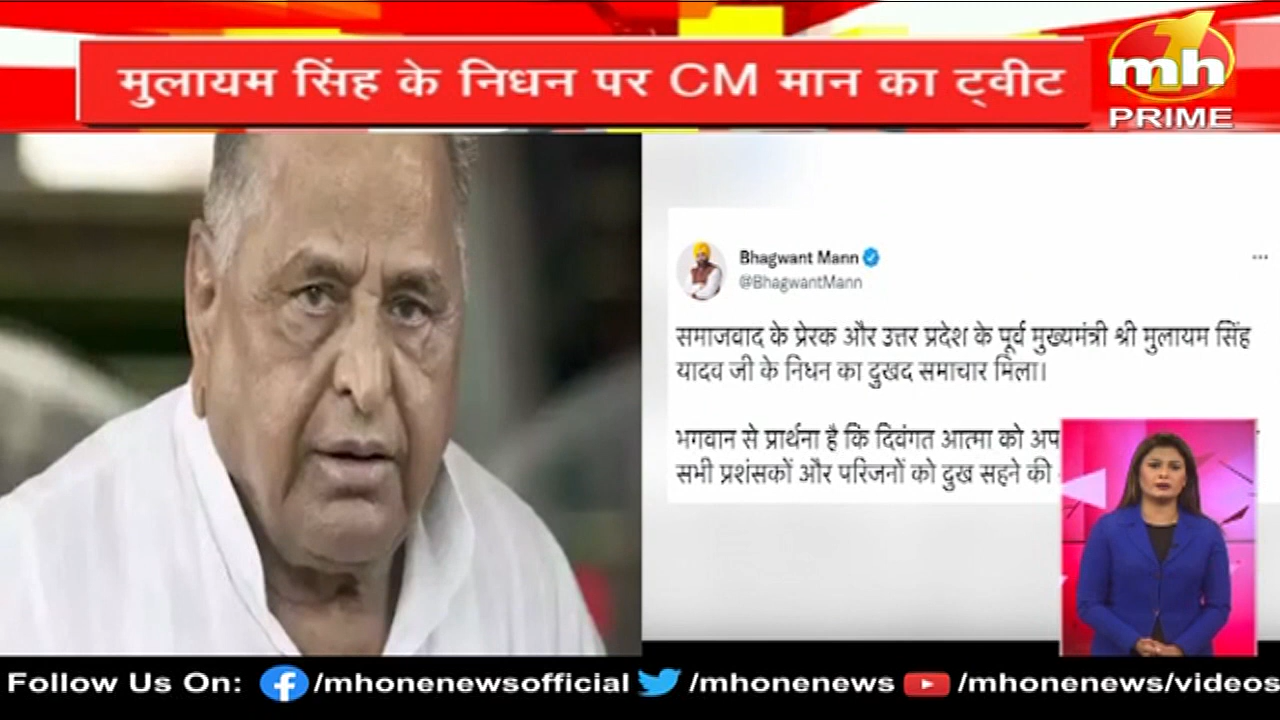 मुलायम सिंह के निधन पर CM मान का ट्वीट
1
mh
PRIME
Bhagwant Mann
@BhagwantMann
...
समाजवाद के प्रेरक और उत्तर प्रदेश के पूर्व मुख्यमंत्री श्री मुलायम सिंह
यादव जी के निधन का दुखद समाचार मिला।
भगवान से प्रार्थना है कि दिवंगत आत्मा को
सभी प्रशंसकों और परिजनों को दुख सहने की
Follow Us On: /mhonenewsofficial /mhonenews /mhonenews/videos